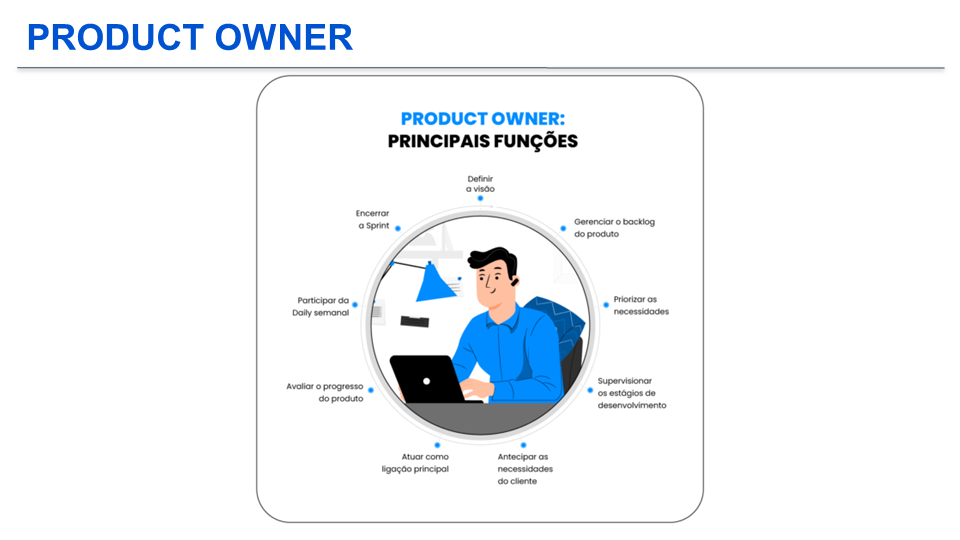 PRODUCT OWNER
PRODUCT OWNER:
PRINCIPAIS FUNÇÕES
Definir
a visão
Gerenciar o backlog
do produto
Priorizar as
necessidades
Supervisionar
os estágios de
desenvolvimento
Antecipar as
necessidades
do cliente
Atuar como
ligação principal
Avaliar o progresso
do produto
Participar da
Daily semanal
Encerrar
a Sprint